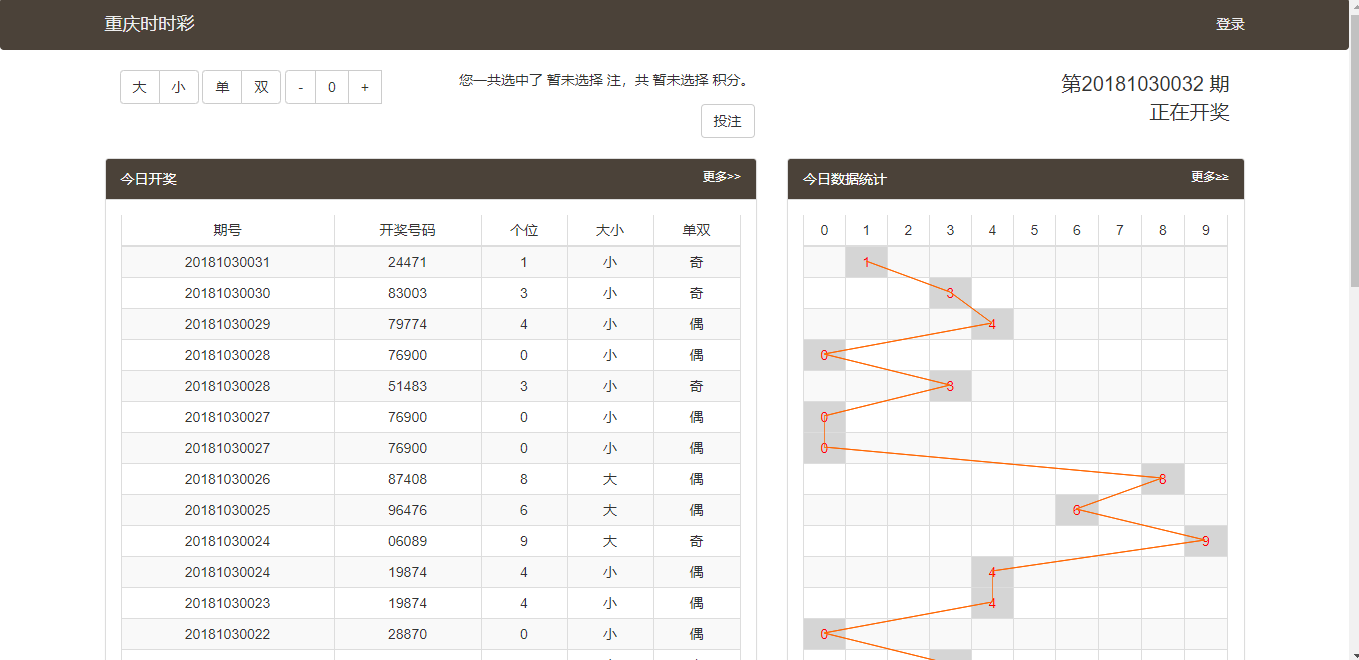 重庆时时彩 登录
大 小 单 双 - 0 + 您一共选中了 暂未选择 注，共 暂未选择 积分。 第20181030032 期
正在开奖
投注
今日开奖 更多>> 今日数据统计 更多>>
期号 开奖号码 个位 大小 单双 0 1 2 3 4 5 6 7 8 9
20181030031 24471 1 小 奇 1
20181030030 83003 3 小 奇 3
20181030029 79774 4 小 偶 4
20181030028 76900 0 小 偶 0
20181030028 51483 3 小 奇 3
20181030027 76900 0 小 偶 0
20181030027 76900 0 小 偶 0
20181030026 87408 8 大 偶 8
20181030025 96476 6 大 偶 6
20181030024 06089 9 大 奇 9
20181030024 19874 4 小 偶 4
20181030023 19874 4 小 偶 4
20181030022 28870 0 小 偶 0